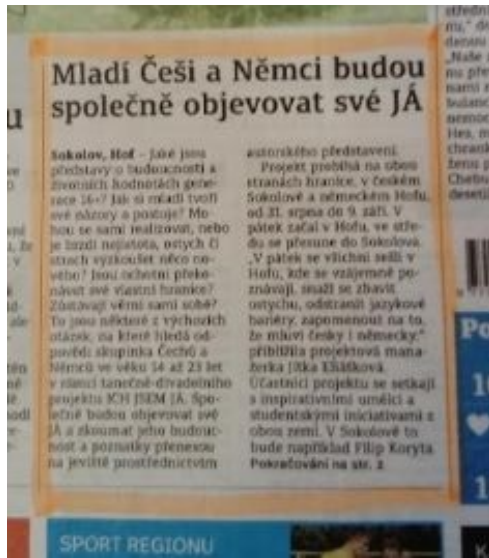 Mladí Češi a Němci budou
společně objevovat své JÁ
Sokolov, Hof – Jaké jsou
představy o budoucnosti a
životních hodnotách gene-
race 16+? Jak si mladí tvoří
své názory a postoje? Mo-
hou se sami realizovat, nebo
je brzdí nejistota, ostych či
strach vyzkoušet něco no-
vého? Jsou ochotni překo-
návat své vlastní hranice?
Zůstávají věrni sami sobě?
To jsou některé z výchozích
otázek, na které hledá od-
povědi skupinka Čechů a
Němců ve věku 14 až 23 let
v rámci tanečně-divadelního
projektu ICH JSEM JÁ. Spo-
lečně budou objevovat své
JÁ a zkoumat jeho budouc-
nost a poznatky přenesou
na jeviště prostřednictvím
autorského představení.
Projekt probíhá na obou
stranách hranice, v českém
Sokolově a německém Hofu,
od 31. srpna do 9. září. V
pátek začal v Hofu, ve stře-
du se přesune do Sokolova.
„V pátek se všichni sešli v
Hofu, kde se vzájemně po-
znávají, snaží se zbavit
ostychu, odstranit jazykové
bariéry, zapomenout na to,
že mluví česky i německy,“
přiblížila projektová mana-
žerka Jitka Eliášková.
Účastníci projektu se setkají
s inspirativními umělci a
studentskými iniciativami z
obou zemí. V Sokolově to
bude například Filip Koryta
Pokračování na str. 2
SPORT REGIONU